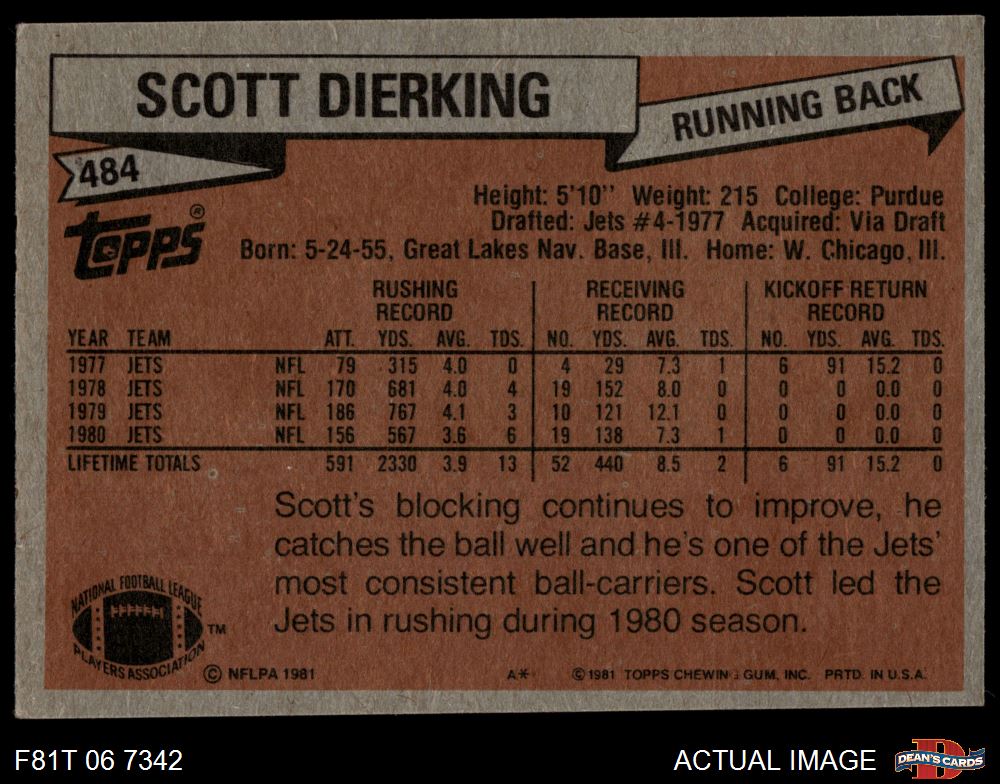 SCOTT DIERKING
RUNNING BACK
484
TOPPS®
Height: 5'10" Weight: 215 College: Purdue
Drafted: Jets #4-1977 Acquired: Via Draft
Born: 5-24-55, Great Lakes Nav. Base, Ill. Home: W. Chicago, Ill.
RUSHING RECORD RECEIVING RECORD KICKOFF RETURN RECORD
YEAR TEAM ATT. YDS. AVG. TDS. NO. YDS. AVG. TDS. NO. YDS. AVG. TDS.
1977 JETS NFL 79 315 4.0 0 4 29 7.3 1 6 91 15.2 0
1978 JETS NFL 170 681 4.0 4 19 152 8.0 0 0 0 0.0 0
1979 JETS NFL 186 767 4.1 3 10 121 12.1 0 0 0 0.0 0
1980 JETS NFL 156 567 3.6 6 19 138 7.3 1 0 0 0.0 0
LIFETIME TOTALS 591 2330 3.9 13 52 440 8.5 2 6 91 15.2 0
Scott's blocking continues to improve, he
catches the ball well and he's one of the Jets'
most consistent ball-carriers. Scott led the
Jets in rushing during 1980 season.
NATIONAL FOOTBALL LEAGUE
PLAYERS ASSOCIATION
TM
© NFLPA 1981
A*
©1981 TOPPS CHEWING GUM, INC. PRTD. IN U.S.A.
F81T 06 7342
ACTUAL IMAGE
D
DEAN'S CARDS